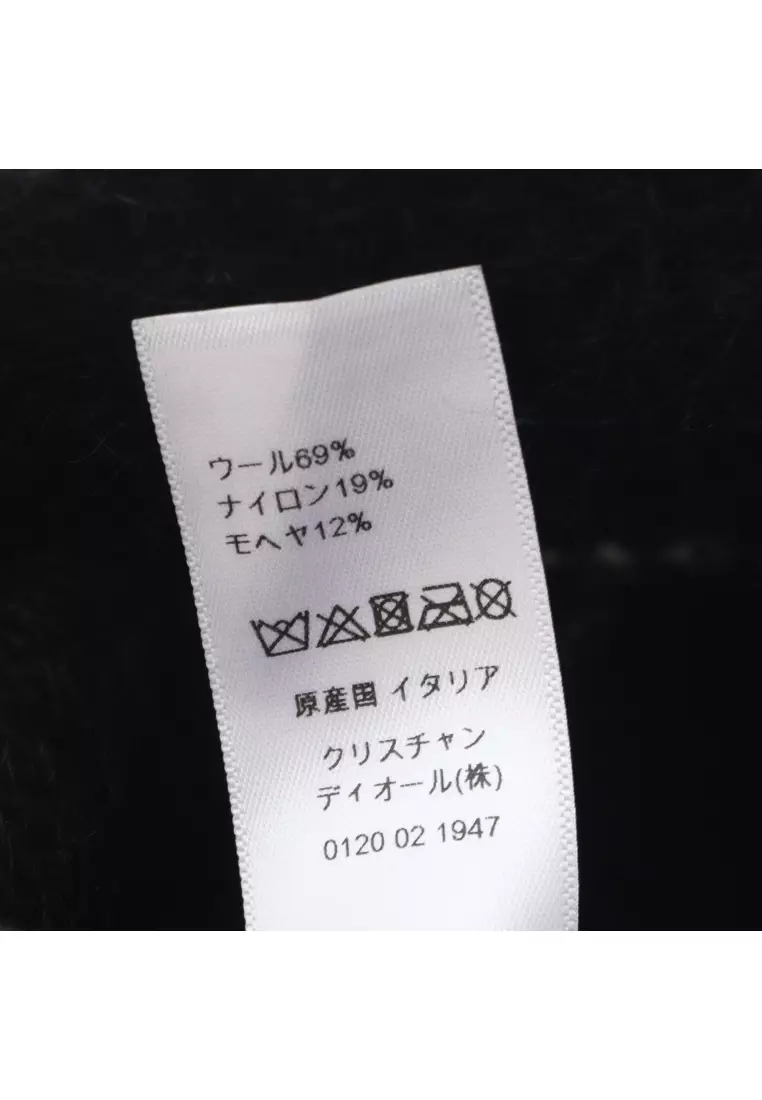 ウール69%
ナイロン19%
モヘヤ12%
原産国 イタリア
クリスチャン
ディオール(株)
0120 02 1947